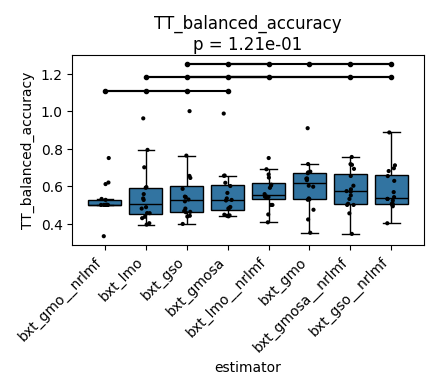 TT_balanced_accuracy
p = 1.21e-01
1.2
1.0
0.8
0.6
0.4
TT_balanced_accuracy
bxt_gmo__nrlmf
bxt_lmo
bxt_gso
bxt_gmosa
bxt_lmo__nrlmf
bxt_gmo
bxt_gmosa__nrlmf
bxt_gso__nrlmf
estimator